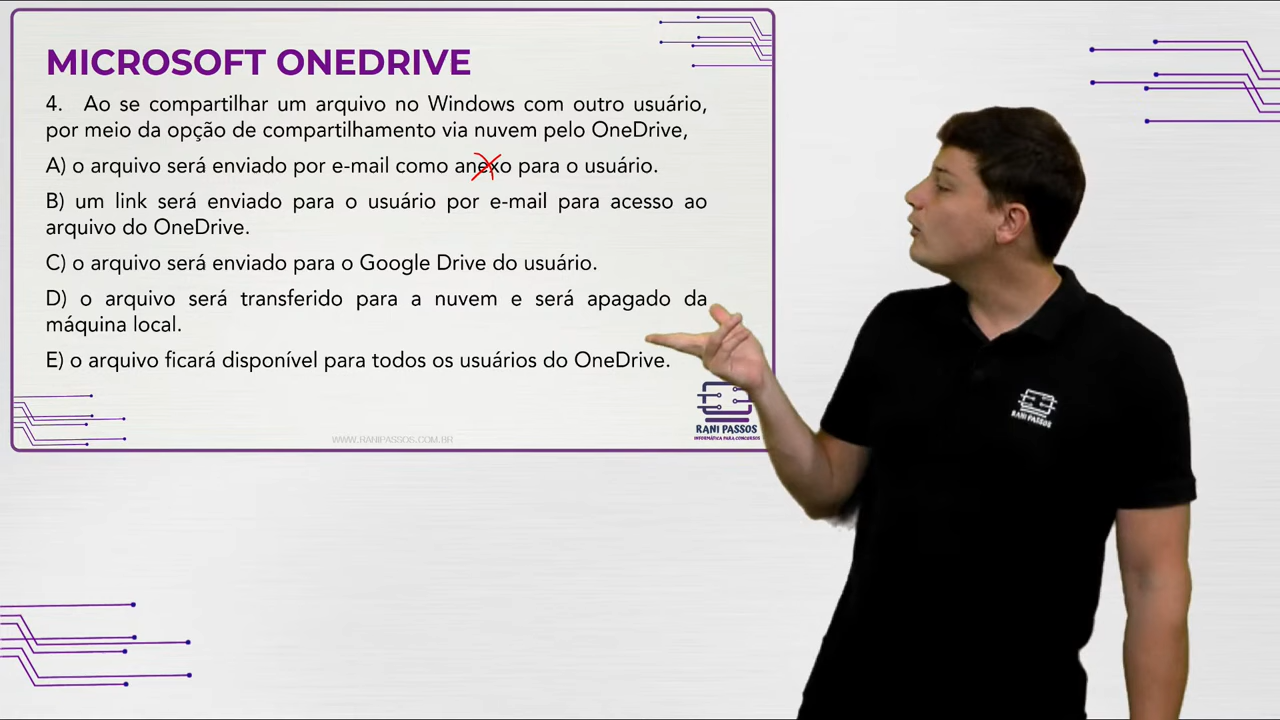 MICROSOFT ONEDRIVE
4. Ao se compartilhar um arquivo no Windows com outro usuário,
por meio da opção de compartilhamento via nuvem pelo OneDrive,
A) o arquivo será enviado por e-mail como anexo para o usuário.
B) um link será enviado para o usuário por e-mail para acesso ao
arquivo do OneDrive.
C) o arquivo será enviado para o Google Drive do usuário.
D) o arquivo será transferido para a nuvem e será apagado da
máquina local.
E) o arquivo ficará disponível para todos os usuários do OneDrive.
WWW.RANIPASSOS.COM.BR
RANI PASSOS
INFORMÁTICA PARA CONCURSOS
RANI PASSOS